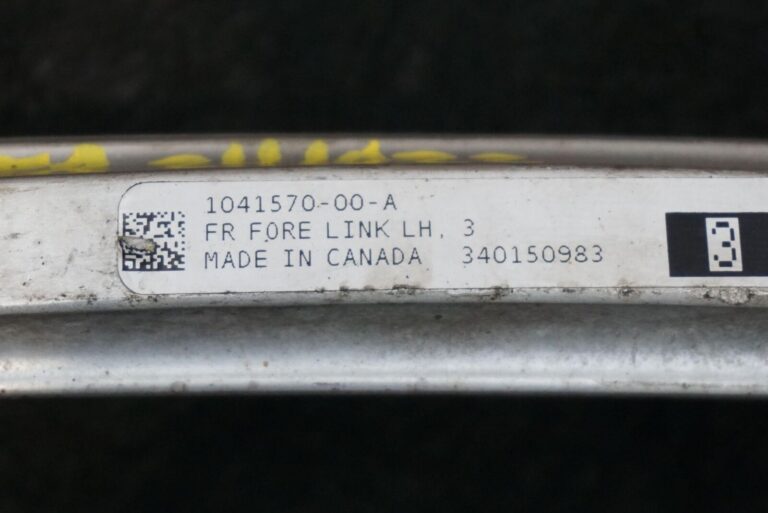 1041570-00-A
FR FORE LINK LH, 3
MADE IN CANADA 340150983
3